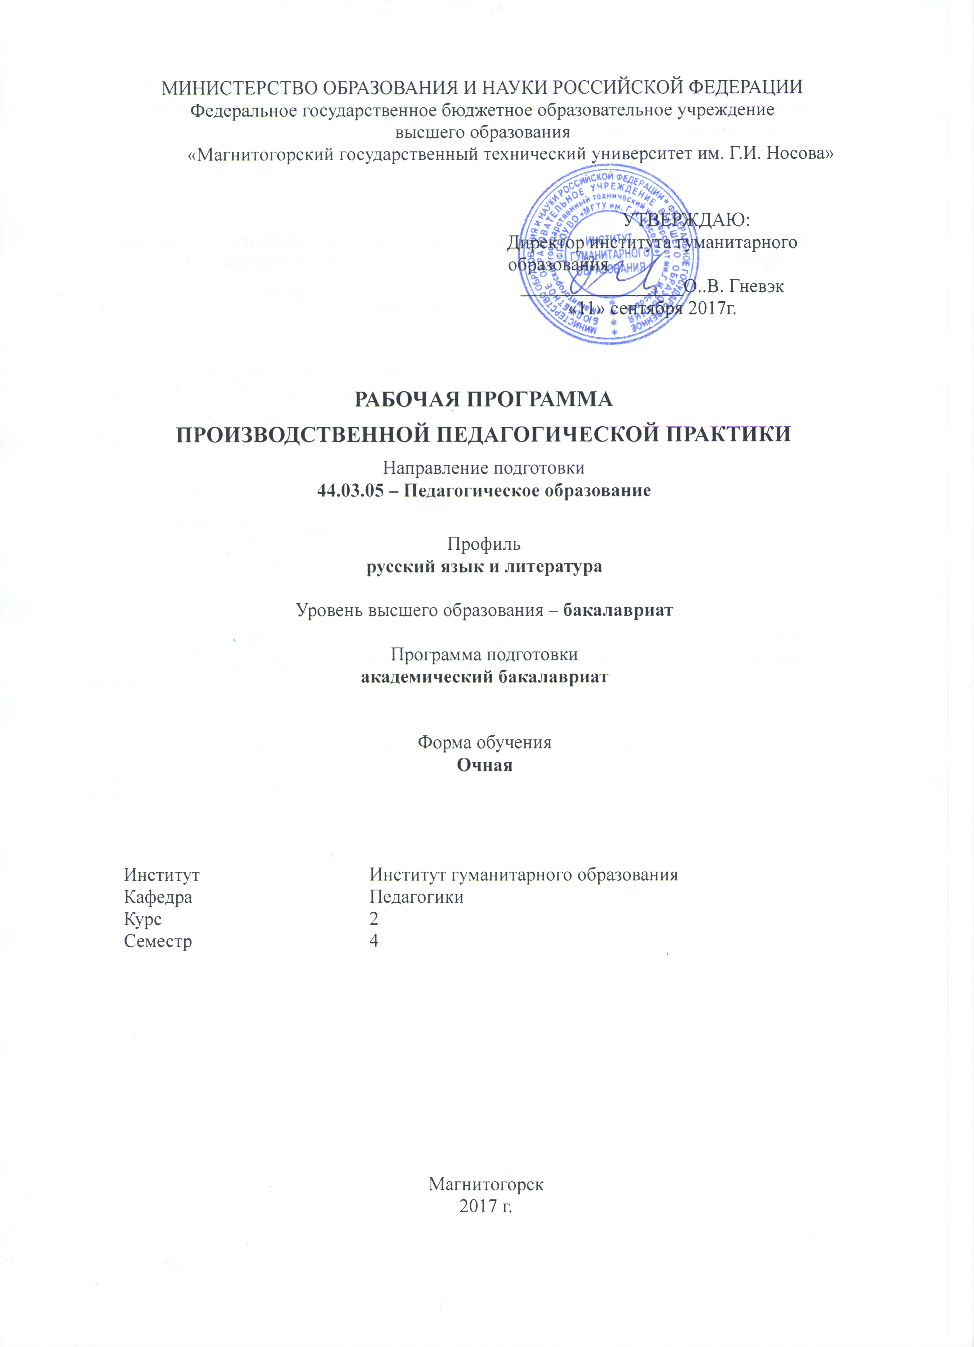 МИНИСТЕРСТВО ОБРАЗОВАНИЯ И НАУКИ РОССИЙСКОЙ ФЕДЕРАЦИИ
Федеральное государственное бюджетное образовательное учреждение
высшего образования
«Магнитогорский государственный технический университет им. Г.И. Носова»
УТВЕРЖДАЮ:
Директор института гуманитарного
образования
О..В. Гневэк
«11» сентября 2017г.
ИНСТИТУТ
ГУМАНИТАРНОГО
ОБРАЗОВАНИЯ
РАБОЧАЯ ПРОГРАММА
ПРОИЗВОДСТВЕННОЙ ПЕДАГОГИЧЕСКОЙ ПРАКТИКИ
Направление подготовки
44.03.05 – Педагогическое образование
Профиль
русский язык и литература
Уровень высшего образования – бакалавриат
Программа подготовки
академический бакалавриат
Форма обучения
Очная
Институт Институт гуманитарного образования
Кафедра Педагогики
Курс 2
Семестр 4
Магнитогорск
2017 г.